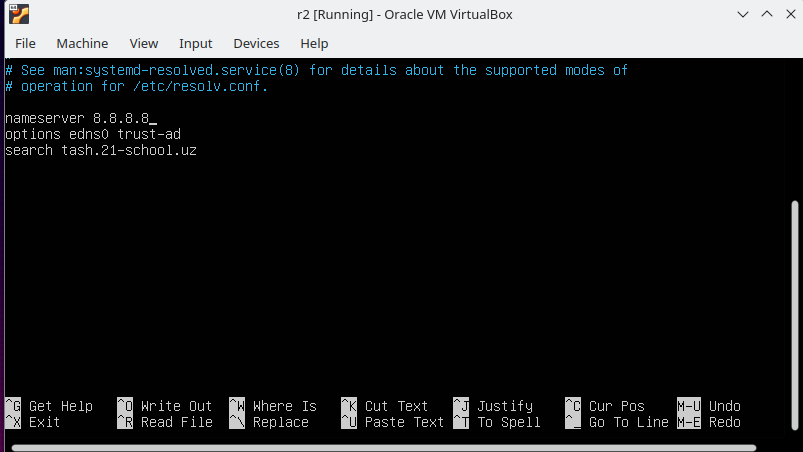 r2 [Running] - Oracle VM VirtualBox
File Machine View Input Devices Help
# See man:systemd-resolved.service(8) for details about the supported modes of
# operation for /etc/resolv.conf.
nameserver 8.8.8.8_
options edns0 trust-ad
search tash.21-school.uz
^G Get Help ^O Write Out ^W Where Is ^K Cut Text ^J Justify ^C Cur Pos M-U Undo
^X Exit ^R Read File ^\ Replace ^U Paste Text ^T To Spell ^_ Go To Line M-E Redo